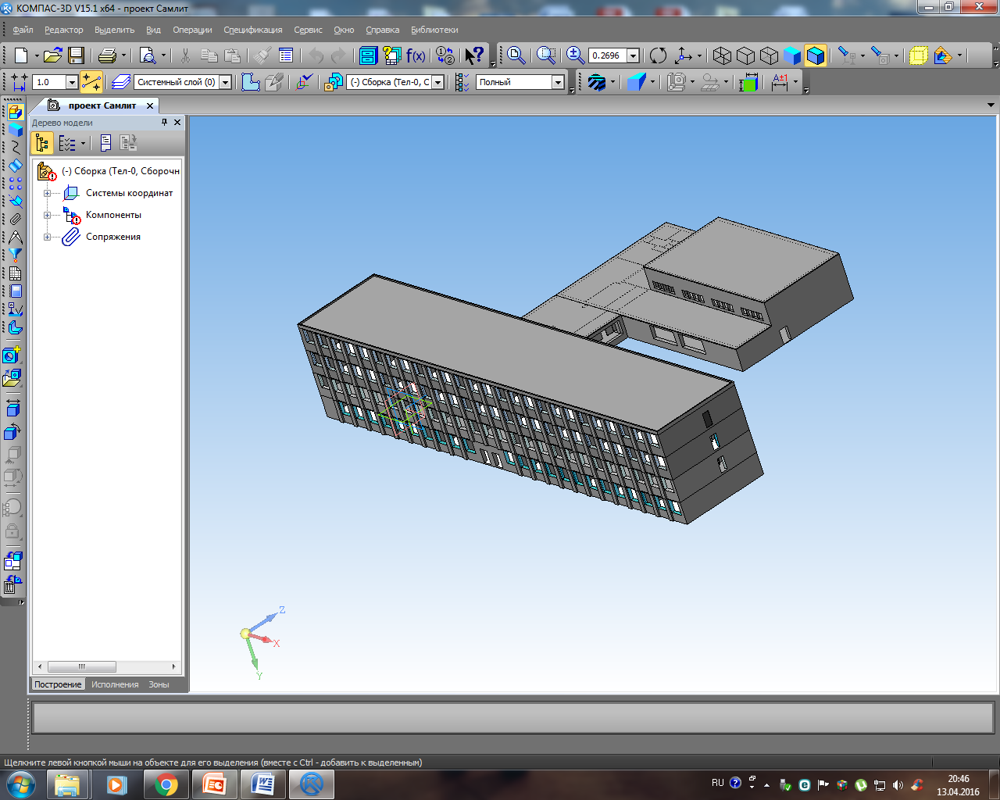 КОМПАС-3D V15.1 x64 - проект Самлит
Файл Редактор Выделить Вид Операции Спецификация Сервис Окно Справка Библиотеки
f(x) 0.2696
1.0 Системный слой (0) (-) Сборка (Тел-0, С Полный
проект Самлит
Дерево модели
(-) Сборка (Тел-0, Сборочн
Системы координат
Компоненты
Сопряжения
Z
X
Y
Построение Исполнения Зоны
Щелкните левой кнопкой мыши на объекте для его выделения (вместе с Ctrl - добавить к выделенным)
RU 20:46
13.04.2016